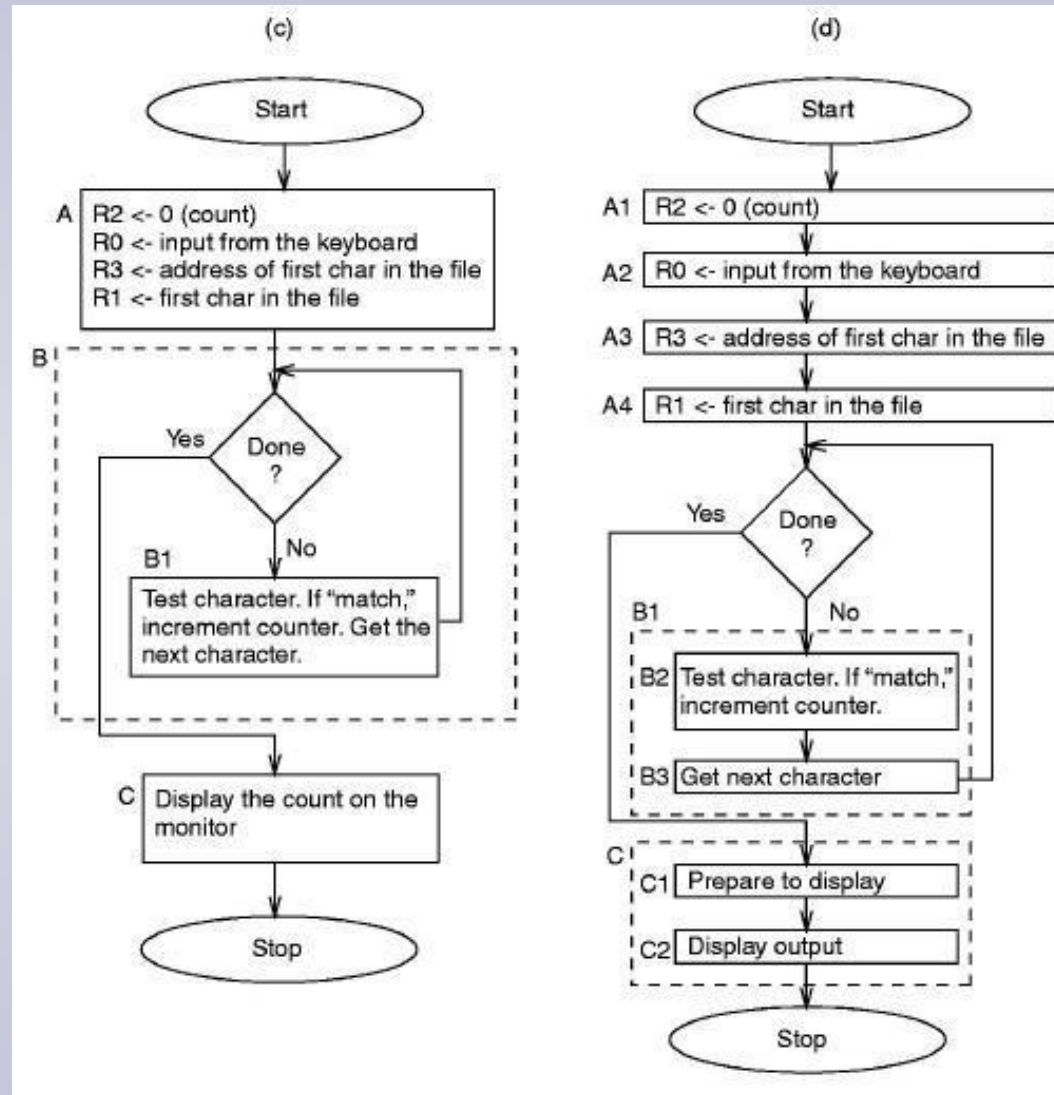 (c)
Start
A
R2 <- 0 (count)
R0 <- input from the keyboard
R3 <- address of first char in the file
R1 <- first char in the file
B
Yes
Done
?
No
B1
Test character. If “match,”
increment counter. Get the
next character.
C
Display the count on the
monitor
Stop
(d)
Start
A1 R2 <- 0 (count)
A2 R0 <- input from the keyboard
A3 R3 <- address of first char in the file
A4 R1 <- first char in the file
Yes
Done
?
No
B1
B2 Test character. If “match,”
increment counter.
B3 Get next character
C
C1 Prepare to display
C2 Display output
Stop